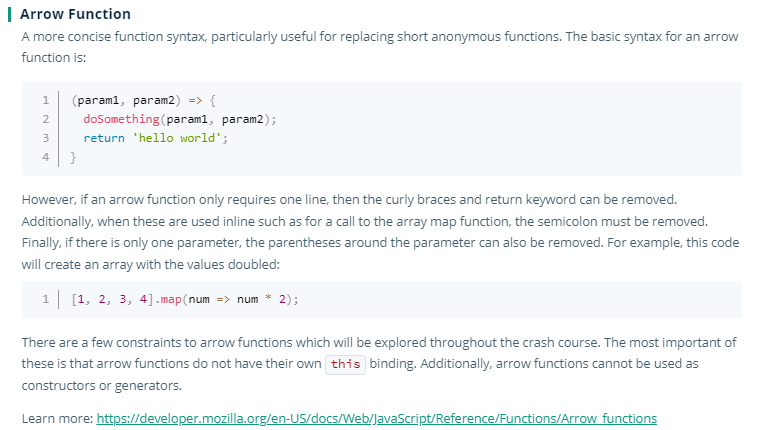 Arrow Function
A more concise function syntax, particularly useful for replacing short anonymous functions. The basic syntax for an arrow
function is:
1 (param1, param2) => {
2 doSomething(param1, param2);
3 return 'hello world';
4 }
However, if an arrow function only requires one line, then the curly braces and return keyword can be removed.
Additionally, when these are used inline such as for a call to the array map function, the semicolon must be removed.
Finally, if there is only one parameter, the parentheses around the parameter can also be removed. For example, this code
will create an array with the values doubled:
1 [1, 2, 3, 4].map(num => num * 2);
There are a few constraints to arrow functions which will be explored throughout the crash course. The most important of
these is that arrow functions do not have their own this binding. Additionally, arrow functions cannot be used as
constructors or generators.
Learn more: https://developer.mozilla.org/en-US/docs/Web/JavaScript/Reference/Functions/Arrow_functions